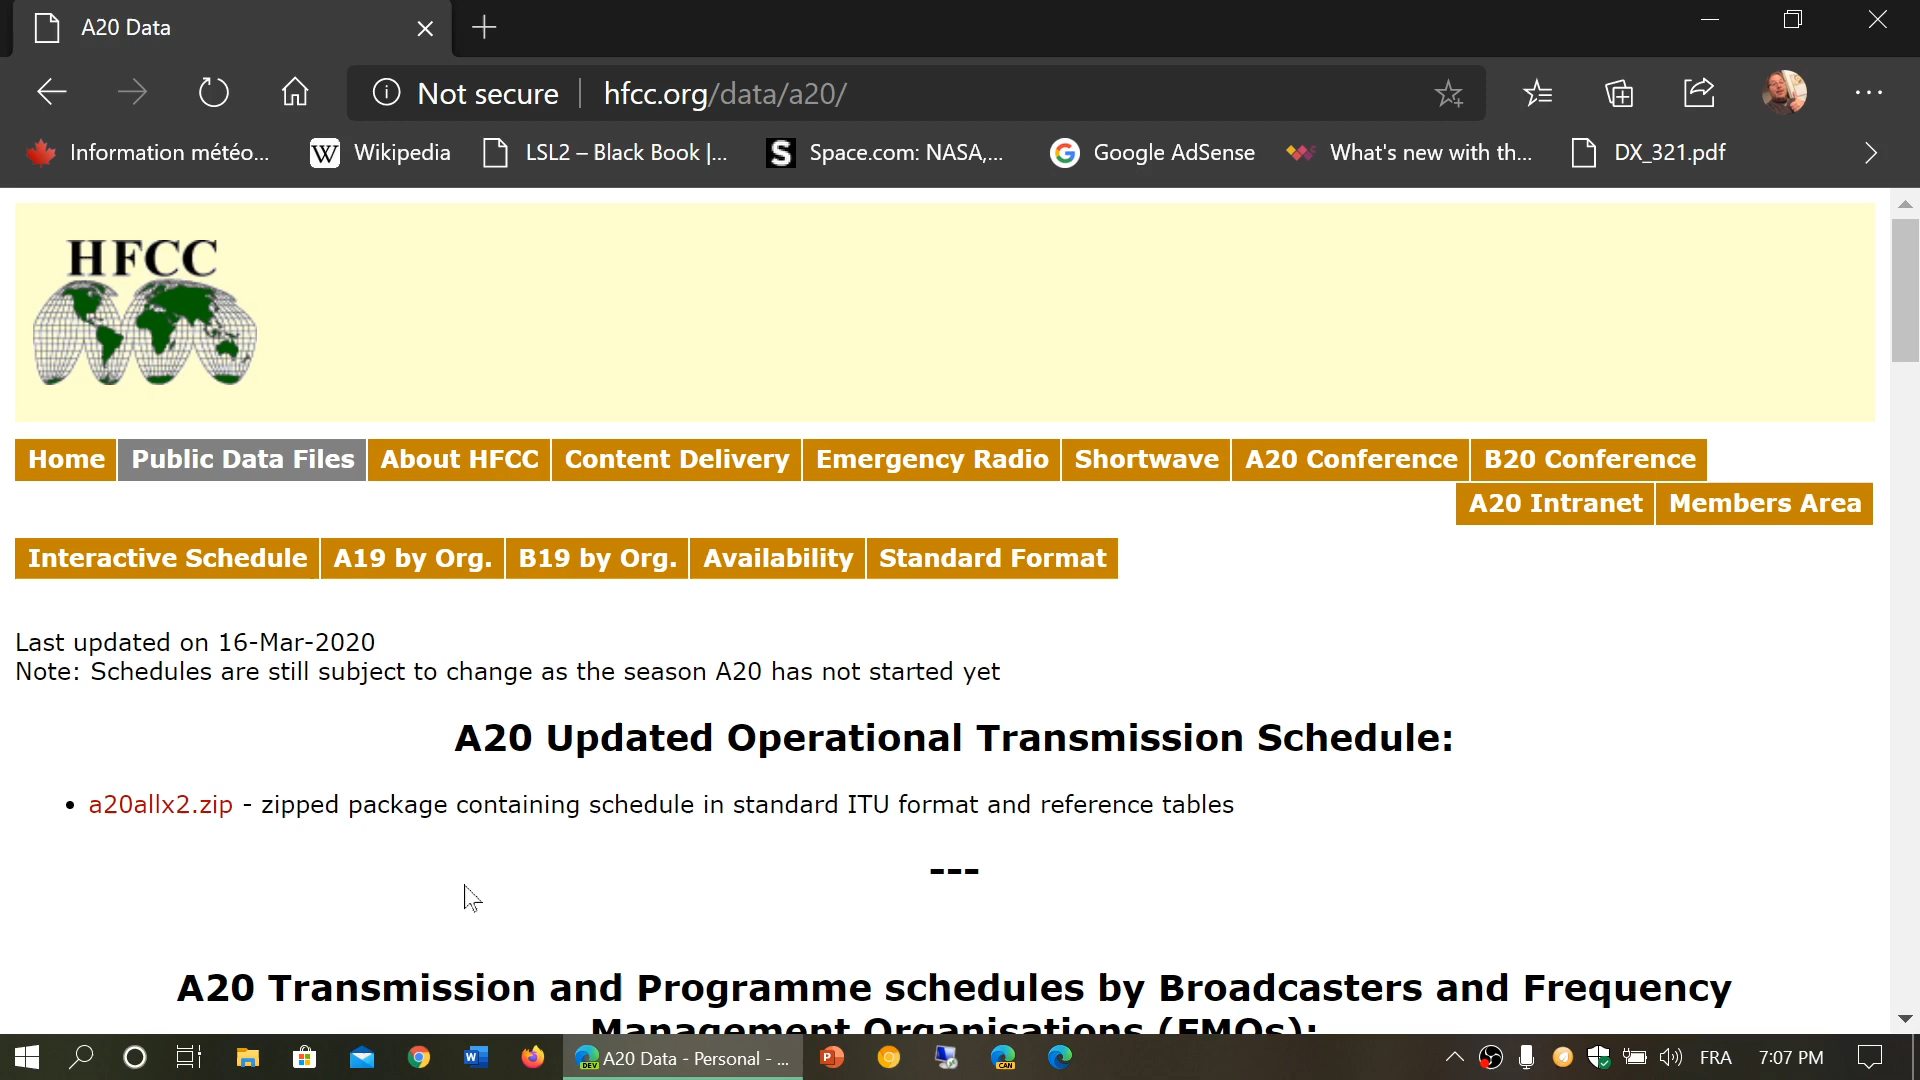 A20 Data
Not secure hfcc.org/data/a20/
Information météo... Wikipedia LSL2 – Black Book |... Space.com: NASA,... Google AdSense What's new with th... DX_321.pdf
HFCC
Home Public Data Files About HFCC Content Delivery Emergency Radio Shortwave A20 Conference B20 Conference
A20 Intranet Members Area
Interactive Schedule A19 by Org. B19 by Org. Availability Standard Format
Last updated on 16-Mar-2020
Note: Schedules are still subject to change as the season A20 has not started yet
A20 Updated Operational Transmission Schedule:
• a20allx2.zip - zipped package containing schedule in standard ITU format and reference tables
---
A20 Transmission and Programme schedules by Broadcasters and Frequency
Management Organisations (FMOs):
A20 Data - Personal - ... FRA 7:07 PM